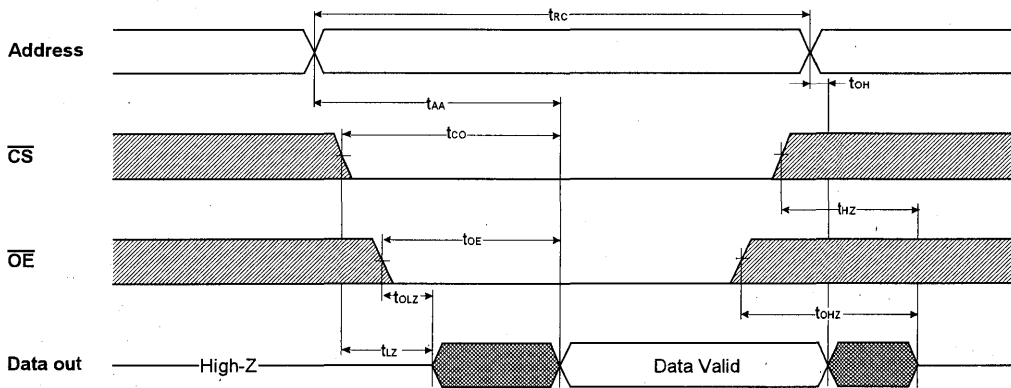 tRC
Address
tOH
tAA
tCO
CS
tHZ
tOE
OE
tOLZ
tOHZ
tLZ
Data out
High-Z
Data Valid